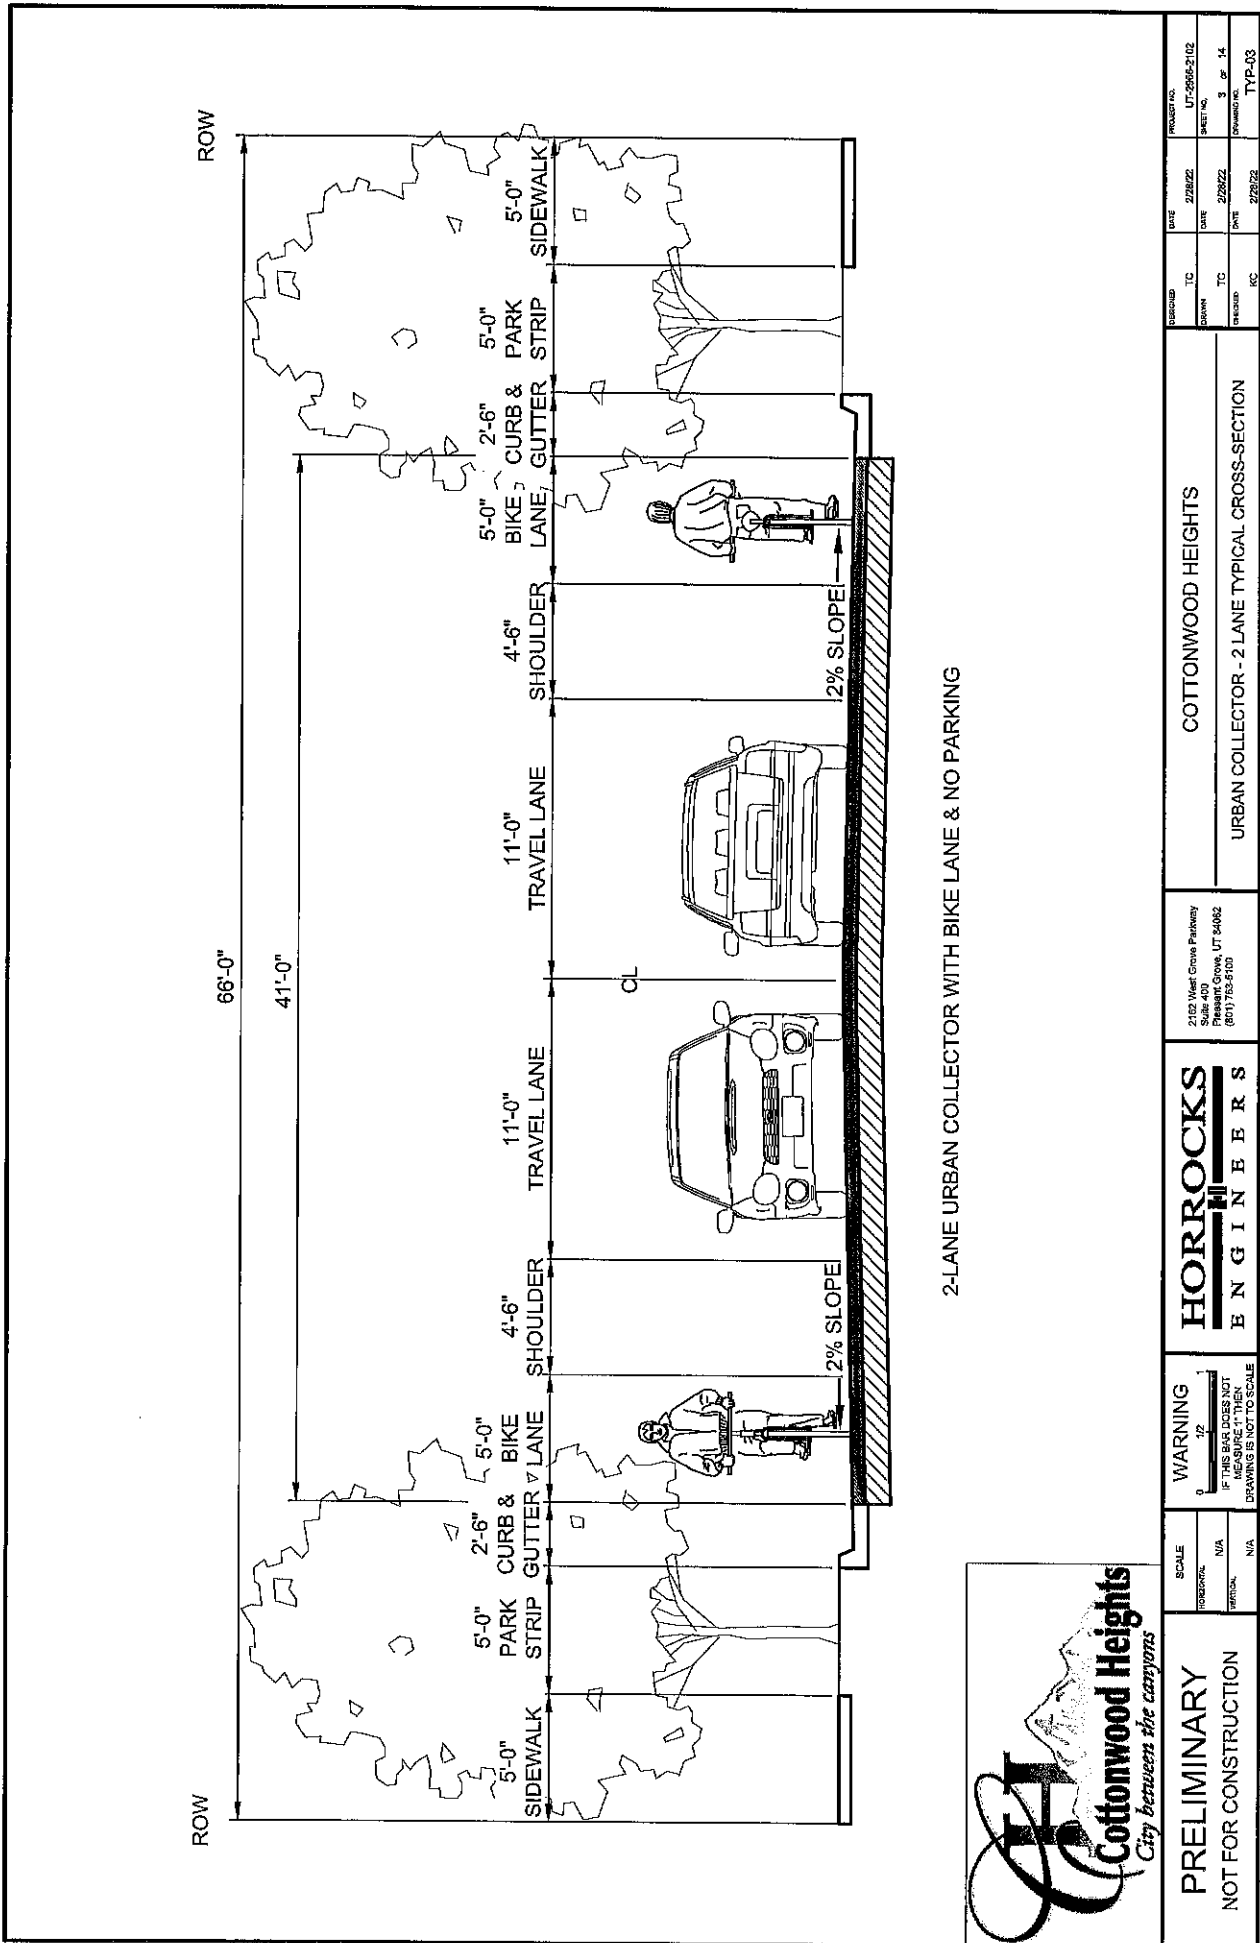 ROW
ROW
66'-0"
41'-0"
5'-0"
SIDEWALK
5'-0"
PARK
STRIP
2'-6"
CURB &
GUTTER
5'-0"
BIKE
LANE
4'-6"
SHOULDER
11'-0"
TRAVEL LANE
11'-0"
TRAVEL LANE
4'-6"
SHOULDER
5'-0"
BIKE
LANE
2'-6"
CURB &
GUTTER
5'-0"
PARK
STRIP
5'-0"
SIDEWALK
CL
2% SLOPE
2% SLOPE
2-LANE URBAN COLLECTOR WITH BIKE LANE & NO PARKING
CH
Cottonwood Heights
City between the canyons
PRELIMINARY
NOT FOR CONSTRUCTION
SCALE
HORIZONTAL
N/A
VERTICAL
N/A
WARNING
0 1/2 1
IF THIS BAR DOES NOT
MEASURE 1" THEN
DRAWING IS NOT TO SCALE
HORROCKS
H
ENGINEERS
2162 West Grove Parkway
Suite 400
Pleasant Grove, UT 84062
(801) 763-5100
COTTONWOOD HEIGHTS
URBAN COLLECTOR - 2 LANE TYPICAL CROSS-SECTION
DESIGNED TC
DATE 2/28/22
PROJECT NO. UT-2966-2102
DRAWN TC
DATE 2/28/22
SHEET NO. 3 OF 14
CHECKED KC
DATE 2/28/22
DRAWING NO. TYP-03